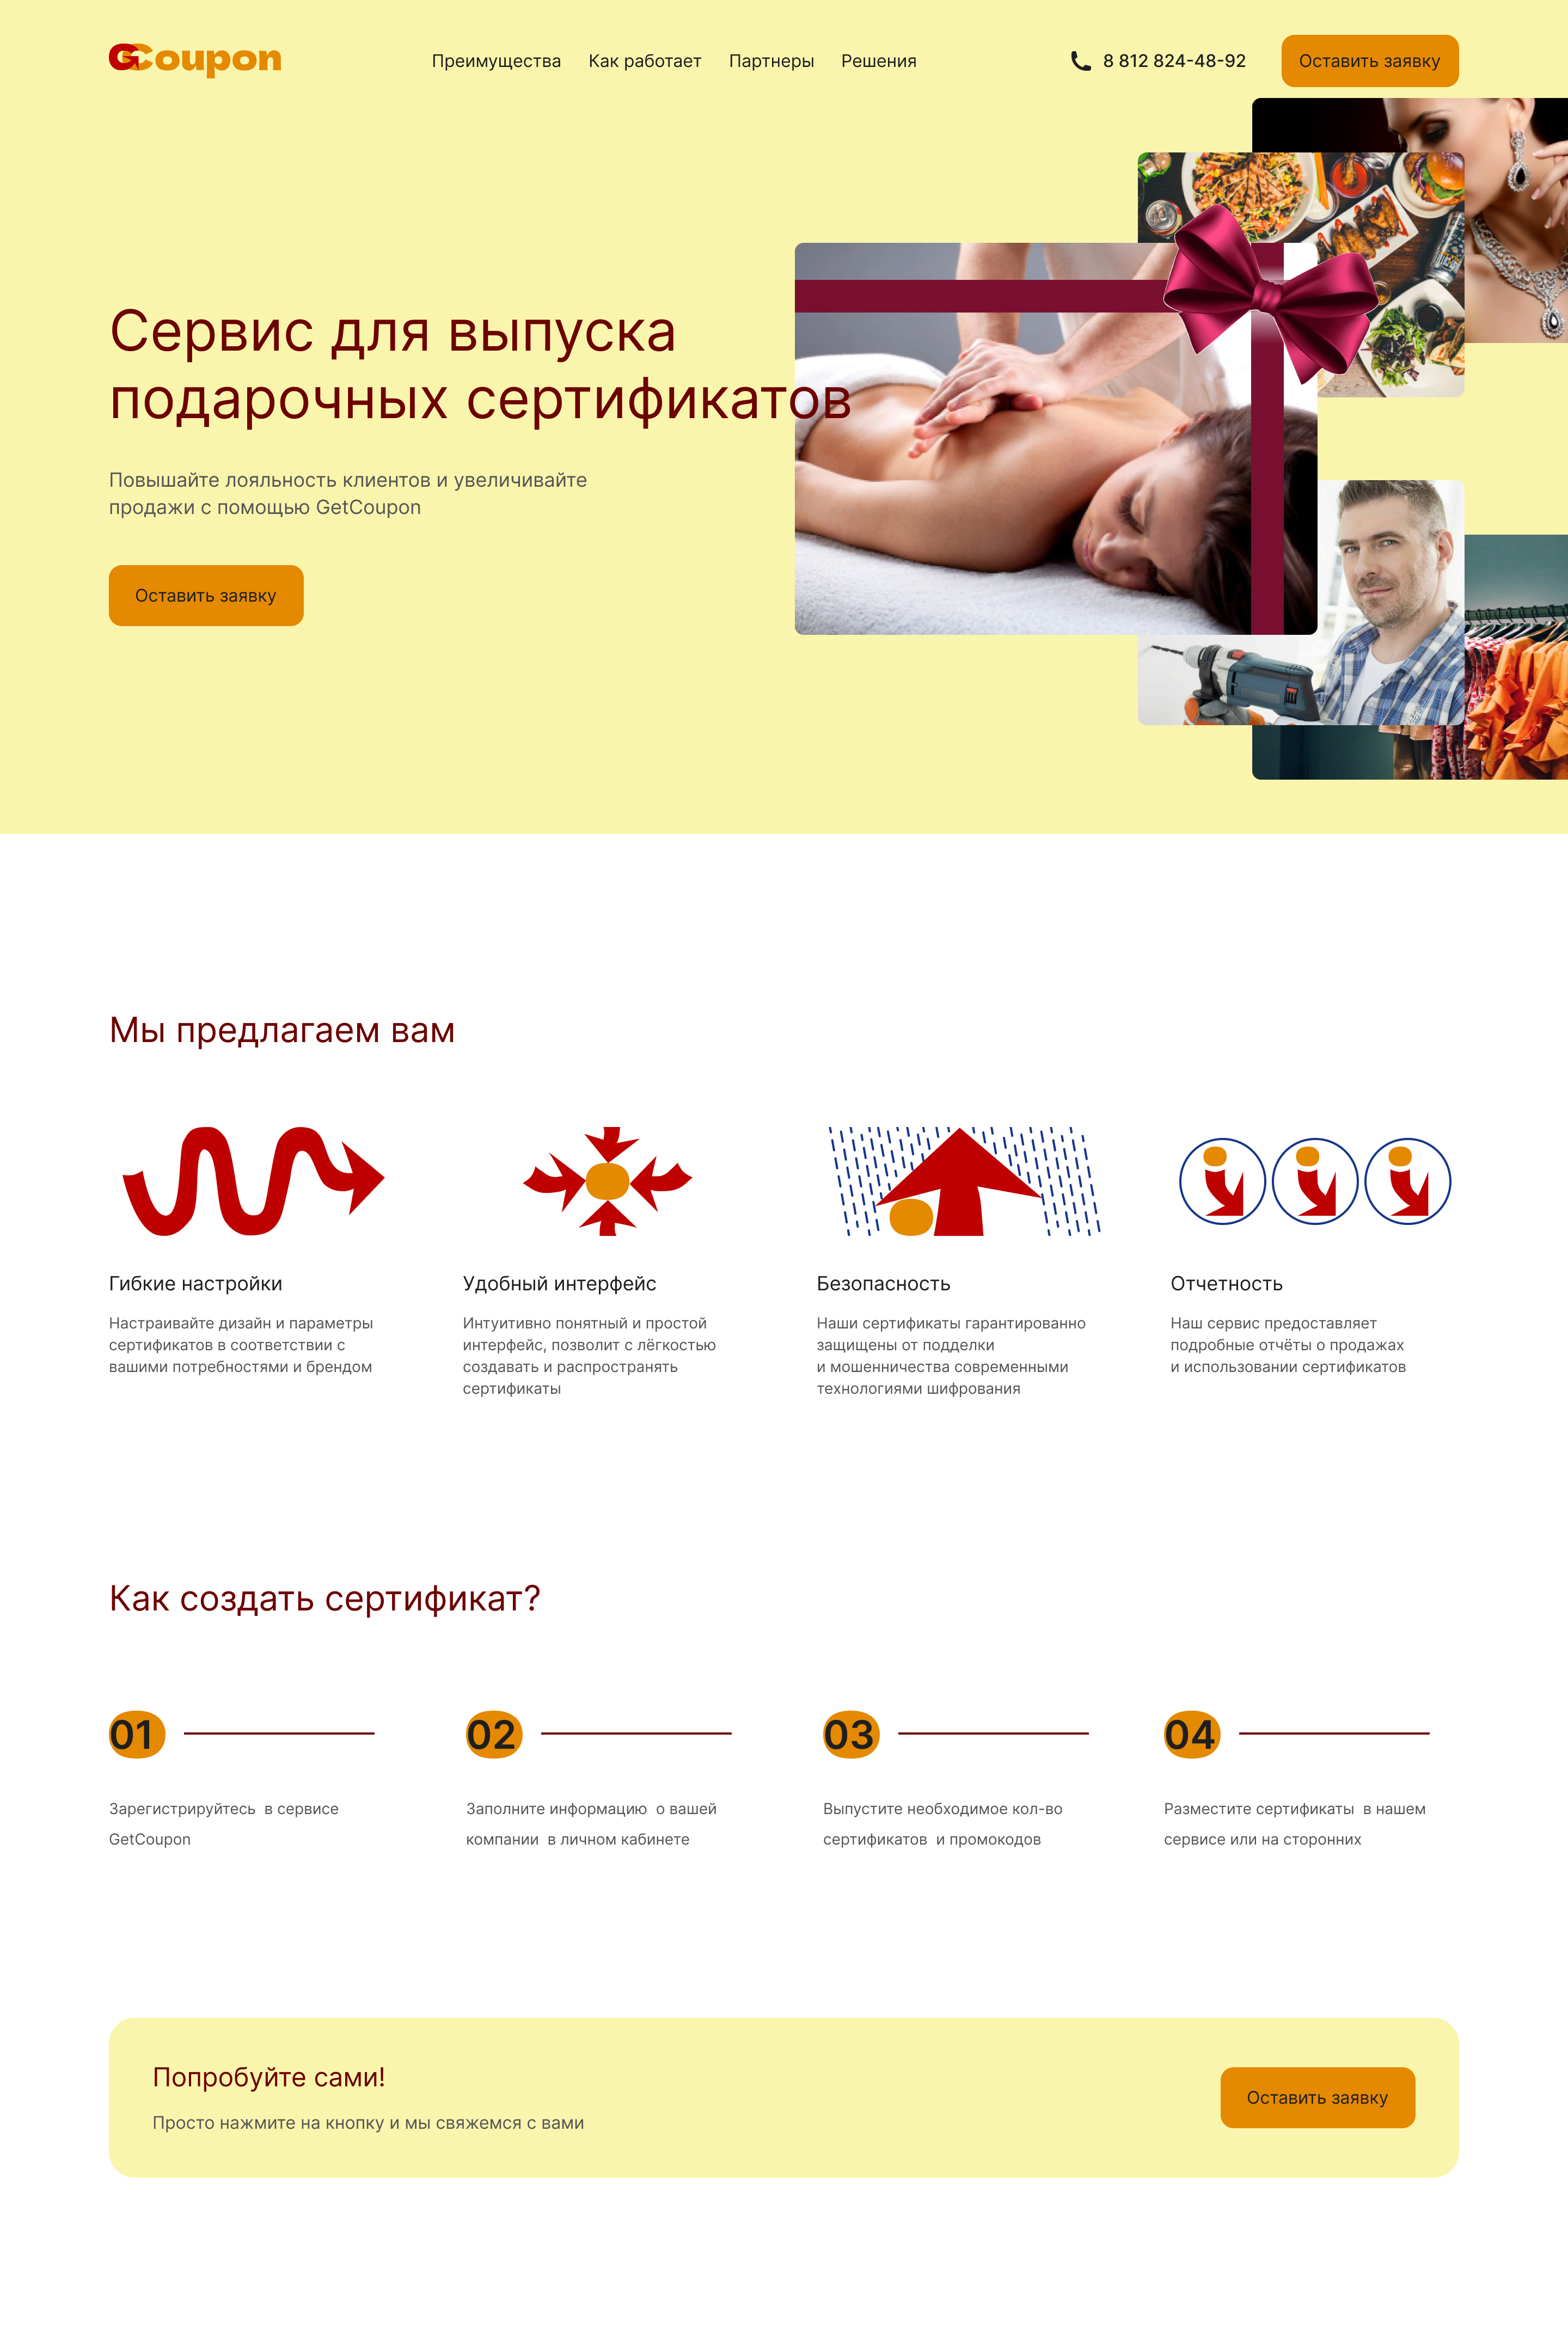 GCoupon
Преимущества
Как работает
Партнеры
Решения
8 812 824-48-92
Оставить заявку
Сервис для выпуска
подарочных сертификатов
Повышайте лояльность клиентов и увеличивайте
продажи с помощью GetCoupon
Оставить заявку
Мы предлагаем вам
Гибкие настройки
Настраивайте дизайн и параметры
сертификатов в соответствии с
вашими потребностями и брендом
Удобный интерфейс
Интуитивно понятный и простой
интерфейс, позволит с лёгкостью
создавать и распространять
сертификаты
Безопасность
Наши сертификаты гарантированно
защищены от подделки
и мошенничества современными
технологиями шифрования
Отчетность
Наш сервис предоставляет
подробные отчёты о продажах
и использовании сертификатов
Как создать сертификат?
01
Зарегистрируйтесь в сервисе
GetCoupon
02
Заполните информацию о вашей
компании в личном кабинете
03
Выпустите необходимое кол-во
сертификатов и промокодов
04
Разместите сертификаты в нашем
сервисе или на сторонних
Попробуйте сами!
Просто нажмите на кнопку и мы свяжемся с вами
Оставить заявку